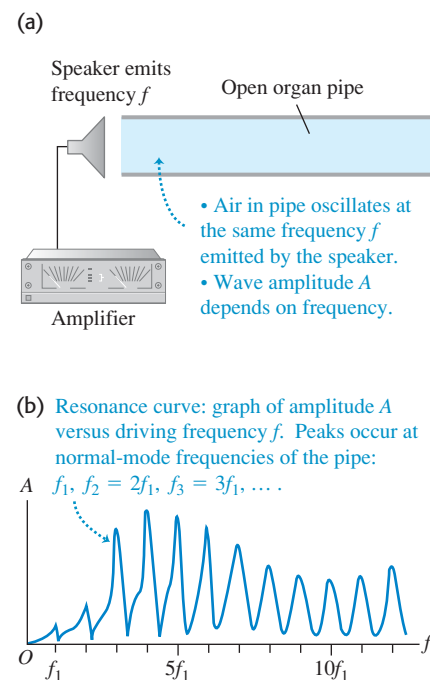 (a)
Speaker emits
frequency f
Open organ pipe
• Air in pipe oscillates at
the same frequency f
emitted by the speaker.
• Wave amplitude A
depends on frequency.
Amplifier
(b) Resonance curve: graph of amplitude A
versus driving frequency f. Peaks occur at
normal-mode frequencies of the pipe:
f₁, f₂ = 2f₁, f₃ = 3f₁, … .
A
O
f
f₁
5f₁
10f₁